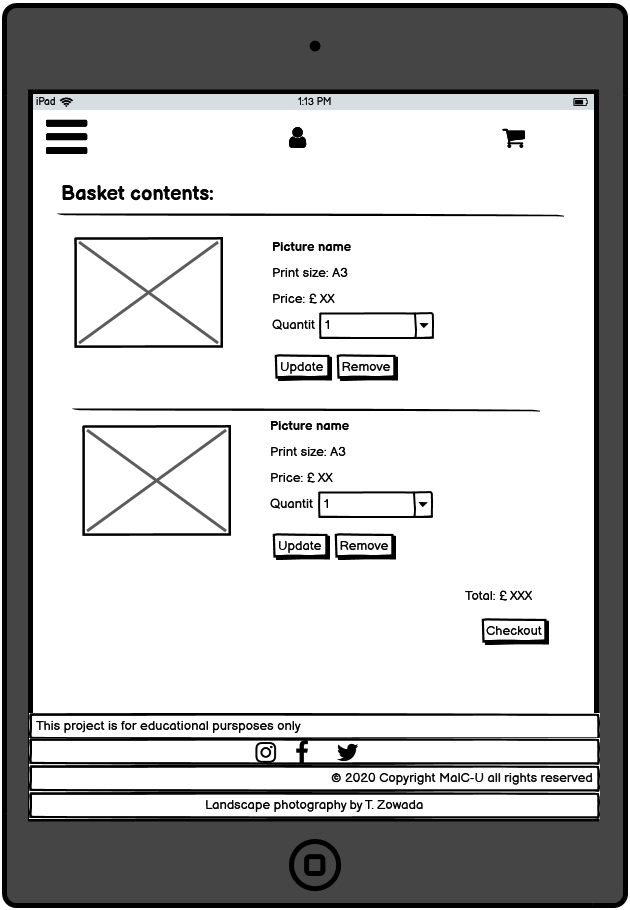 iPad 1:13 PM
Basket contents:
Picture name
Print size: A3
Price: £ XX
Quantit 1
Update Remove
Picture name
Print size: A3
Price: £ XX
Quantit 1
Update Remove
Total: £ XXX
Checkout
This project is for educational pursposes only
© 2020 Copyright MalC-U all rights reserved
Landscape photography by T. Zowada